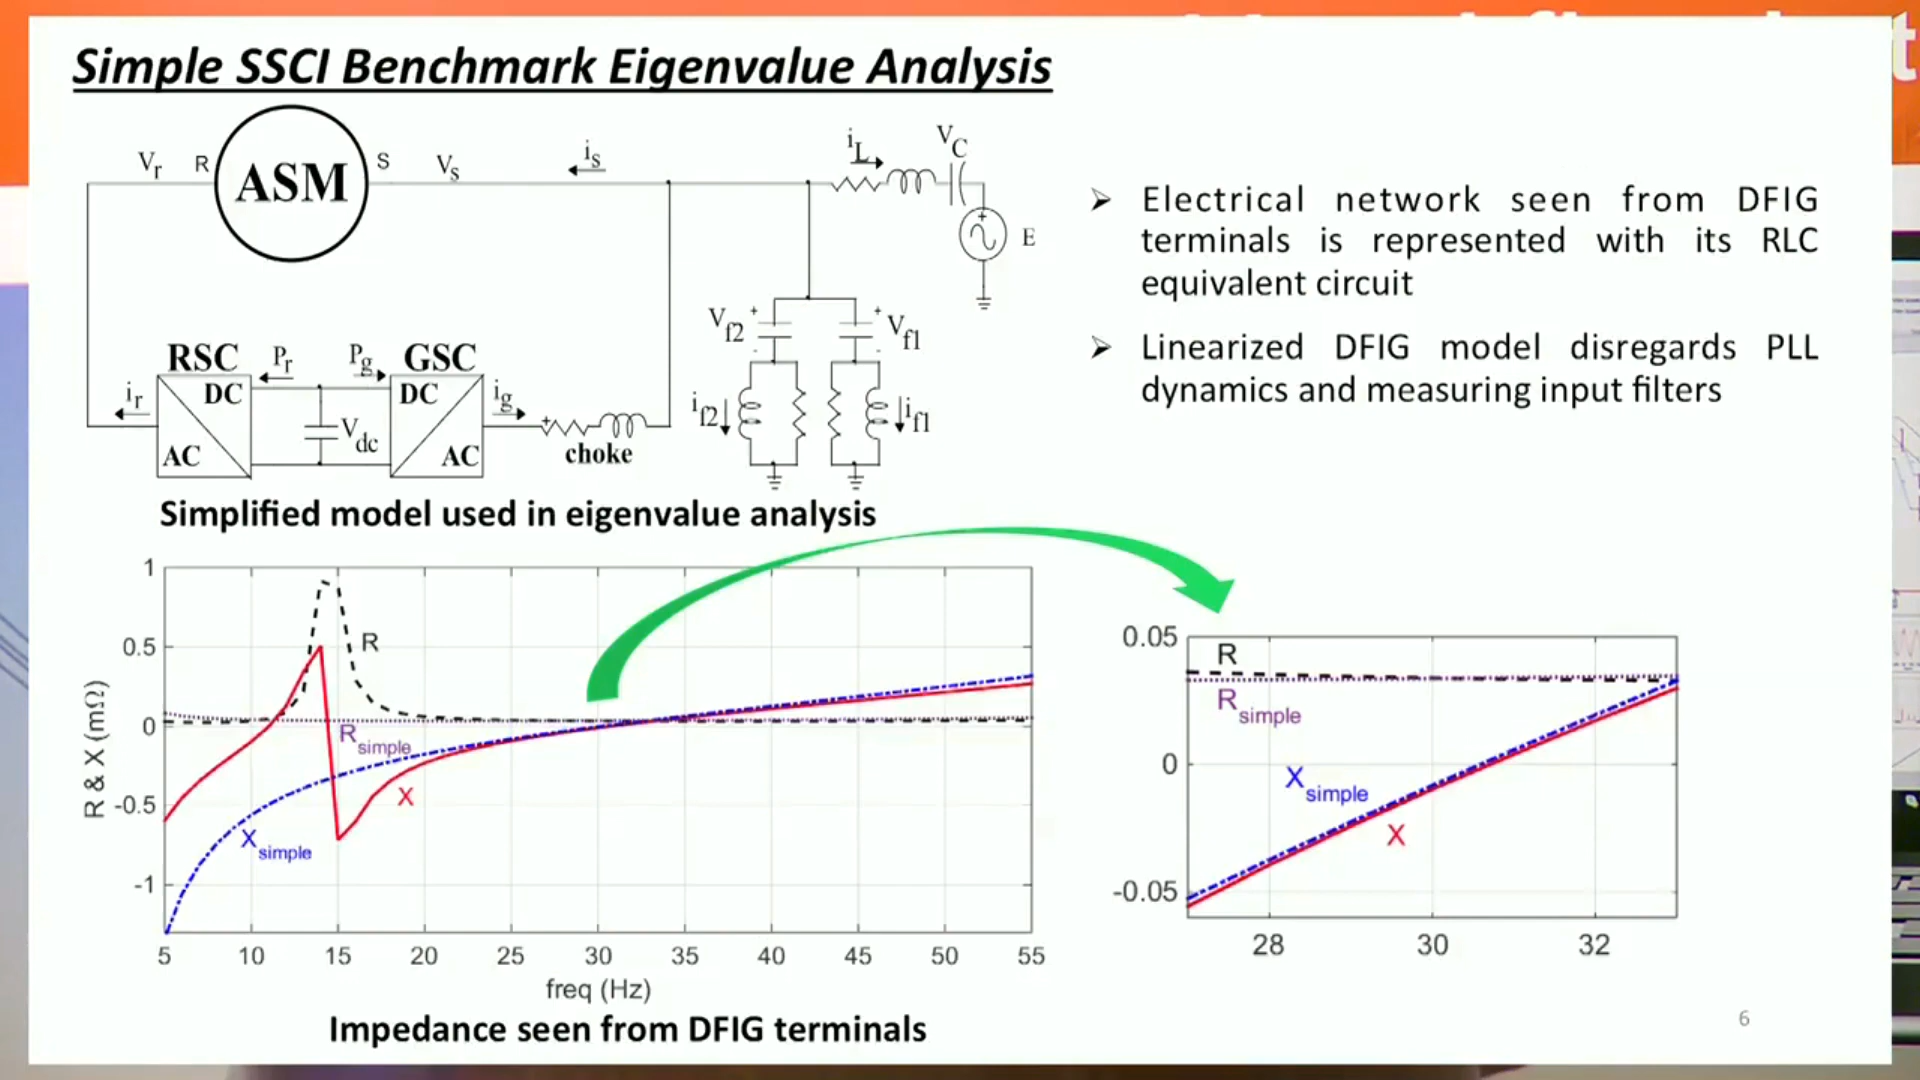 Simple SSCI Benchmark Eigenvalue Analysis
Vr R ASM S Vs is iL VC
E
Vf2 + + Vf1
RSC Pr Pg GSC
ir DC DC ig if2 if1
Vdc
AC AC choke
Simplified model used in eigenvalue analysis
➢ Electrical network seen from DFIG
terminals is represented with its RLC
equivalent circuit
➢ Linearized DFIG model disregards PLL
dynamics and measuring input filters
R & X (mΩ)
1
0.5
0
-0.5
-1
R
Rsimple
X
Xsimple
5 10 15 20 25 30 35 40 45 50 55
freq (Hz)
Impedance seen from DFIG terminals
0.05
R
Rsimple
0
Xsimple
X
-0.05
28 30 32
6